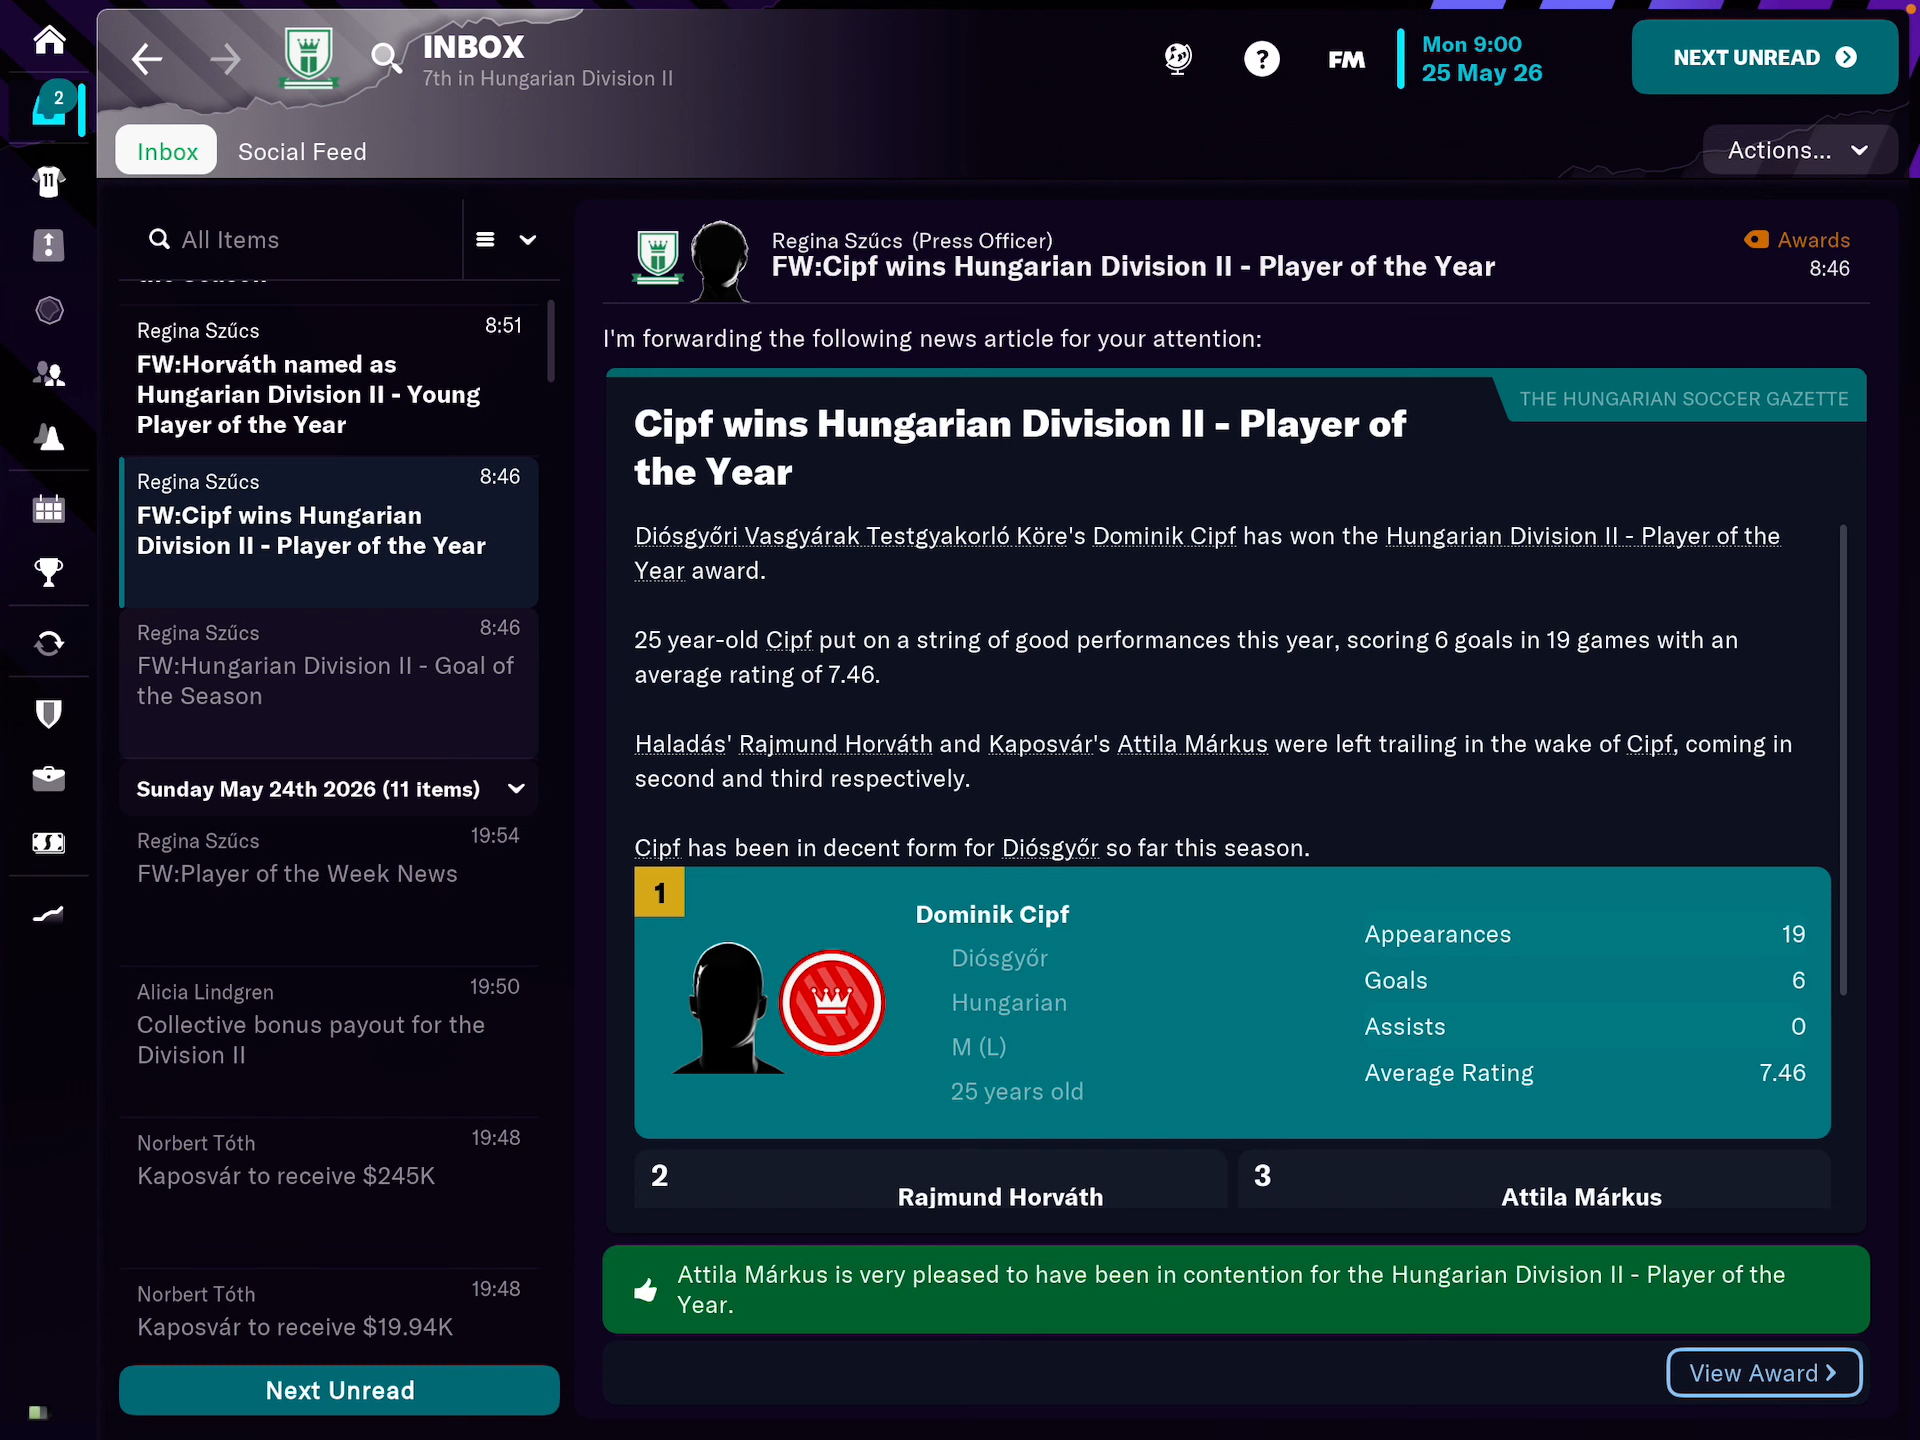 INBOX
7th in Hungarian Division II
FM
Mon 9:00
25 May 26
NEXT UNREAD
2
Inbox
Social Feed
Actions...
11
All Items
the Season
Regina Szűcs
8:51
FW:Horváth named as
Hungarian Division II - Young
Player of the Year
Regina Szűcs
8:46
FW:Cipf wins Hungarian
Division II - Player of the Year
Regina Szűcs
8:46
FW:Hungarian Division II - Goal of
the Season
Sunday May 24th 2026 (11 items)
Regina Szűcs
19:54
FW:Player of the Week News
Alicia Lindgren
19:50
Collective bonus payout for the
Division II
Norbert Tóth
19:48
Kaposvár to receive $245K
Norbert Tóth
19:48
Kaposvár to receive $19.94K
Next Unread
Regina Szűcs (Press Officer)
FW:Cipf wins Hungarian Division II - Player of the Year
Awards
8:46
I'm forwarding the following news article for your attention:
THE HUNGARIAN SOCCER GAZETTE
Cipf wins Hungarian Division II - Player of
the Year
Diósgyőri Vasgyárak Testgyakorló Köre's Dominik Cipf has won the Hungarian Division II - Player of the
Year award.
25 year-old Cipf put on a string of good performances this year, scoring 6 goals in 19 games with an
average rating of 7.46.
Haladás' Rajmund Horváth and Kaposvár's Attila Márkus were left trailing in the wake of Cipf, coming in
second and third respectively.
Cipf has been in decent form for Diósgyőr so far this season.
1
Dominik Cipf
Diósgyőr
Hungarian
M (L)
25 years old
Appearances 19
Goals 6
Assists 0
Average Rating 7.46
2
Rajmund Horváth
3
Attila Márkus
Attila Márkus is very pleased to have been in contention for the Hungarian Division II - Player of the
Year.
View Award